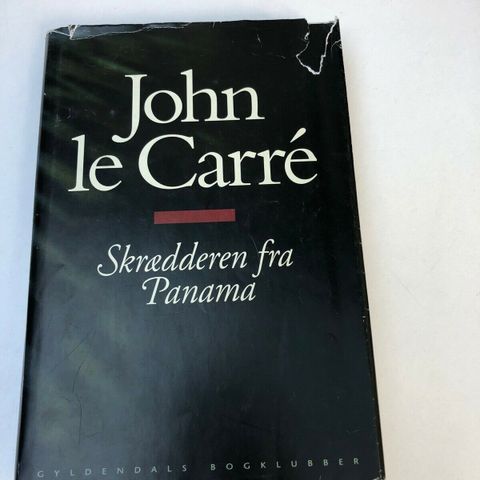 John
le Carré
Skrædderen fra
Panama
GYLDENDALS BOGKLUBBER